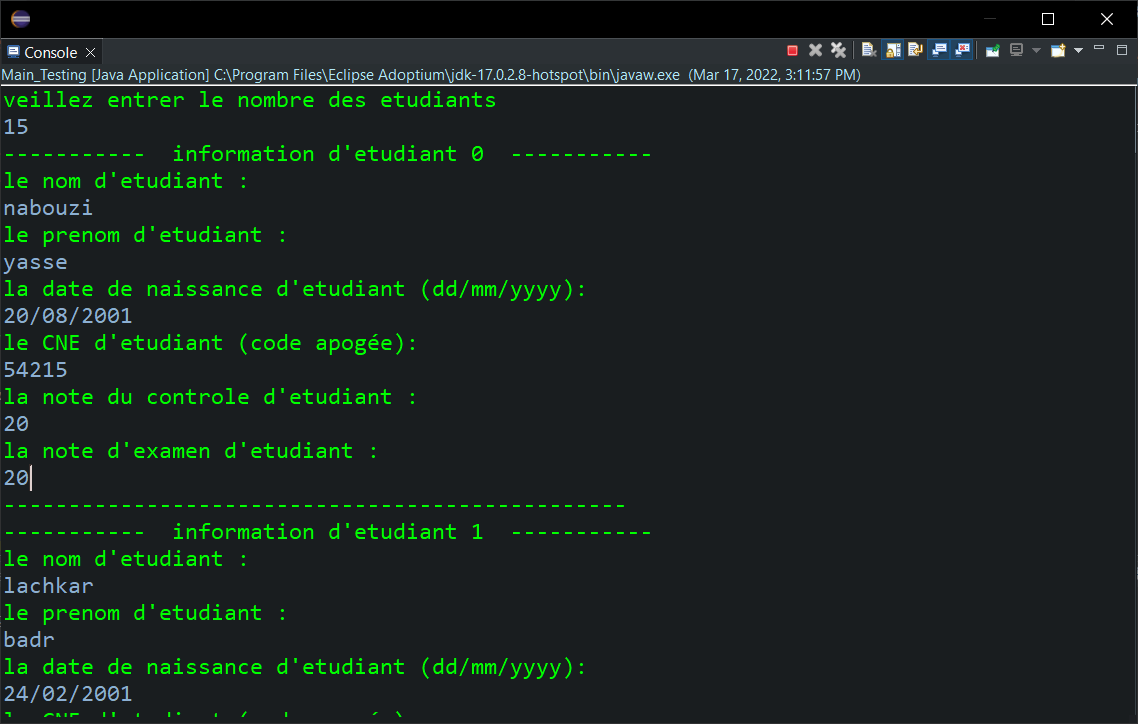 Console
Main_Testing [Java Application] C:\Program Files\Eclipse Adoptium\jdk-17.0.2.8-hotspot\bin\javaw.exe (Mar 17, 2022, 3:11:57 PM)
veillez entrer le nombre des etudiants
15
-----------  information d'etudiant 0  -----------
le nom d'etudiant :
nabouzi
le prenom d'etudiant :
yasse
la date de naissance d'etudiant (dd/mm/yyyy):
20/08/2001
le CNE d'etudiant (code apogée):
54215
la note du controle d'etudiant :
20
la note d'examen d'etudiant :
20
------------------------------------------------
-----------  information d'etudiant 1  -----------
le nom d'etudiant :
lachkar
le prenom d'etudiant :
badr
la date de naissance d'etudiant (dd/mm/yyyy):
24/02/2001